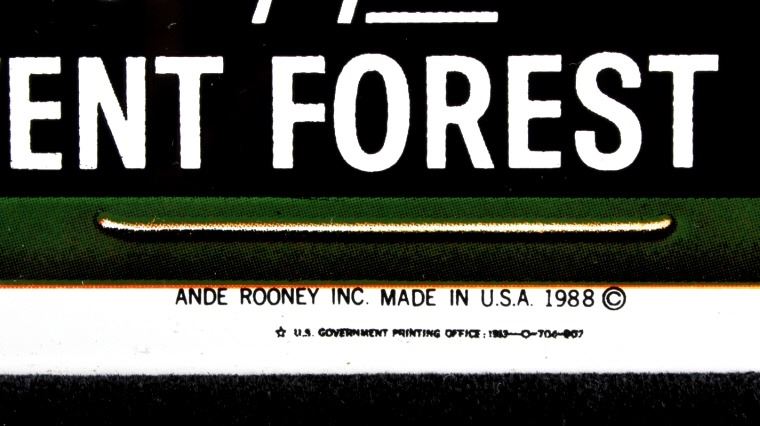 ENT FOREST
ANDE ROONEY INC. MADE IN U.S.A. 1988 ©
☆ U.S. GOVERNMENT PRINTING OFFICE: